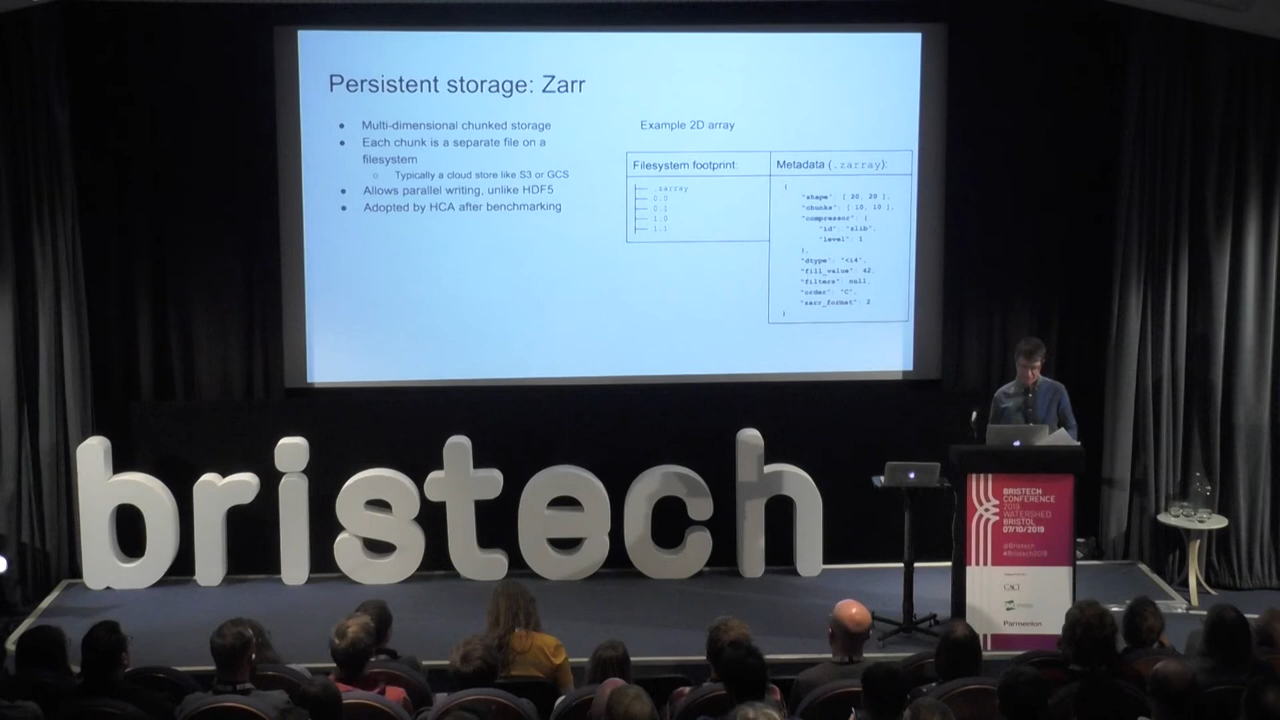 Persistent storage: Zarr
● Multi-dimensional chunked storage
● Each chunk is a separate file on a
filesystem
○ Typically a cloud store like S3 or GCS
● Allows parallel writing, unlike HDF5
● Adopted by HCA after benchmarking
Example 2D array
Filesystem footprint:
.zarray
0.0
0.1
1.0
1.1
Metadata (.zarray):
{
"shape": [ 20, 20 ],
"chunks": [ 10, 10 ],
"compressor": {
"id": "zlib",
"level": 1
},
"dtype": "<i4",
"fill_value": 42,
"filters": null,
"order": "C",
"zarr_format": 2
}
bristech
BRISTECH
CONFERENCE
2019
WATERSHED
BRISTOL
07/10/2019
@Bristech
#Bristech2019
CACI
Parmenion